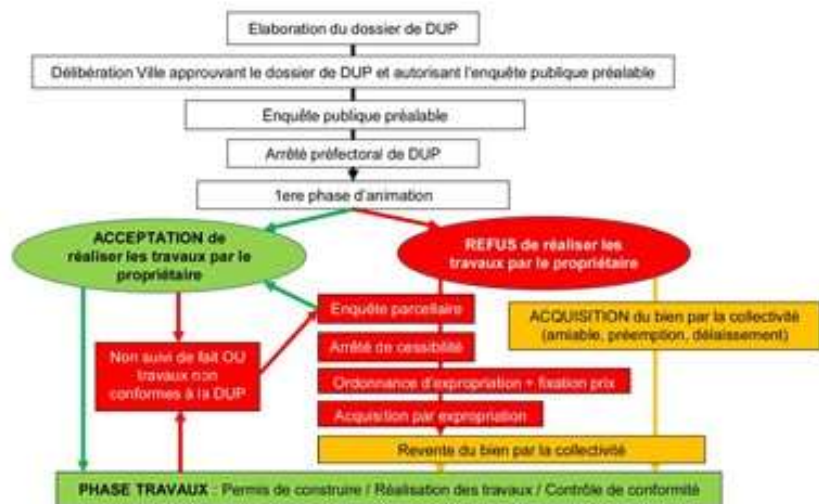 Elaboration du dossier de DUP
Délibération Ville approuvant le dossier de DUP et autorisant l'enquête publique préalable
Enquête publique préalable
Arrêté préfectoral de DUP
1ere phase d'animation
ACCEPTATION de
réaliser les travaux par le
propriétaire
REFUS de réaliser les
travaux par le propriétaire
Enquête parcellaire
ACQUISITION du bien par la collectivité
(amiable, préemption, délaissement)
Arrêté de cessibilité
Non suivi de fait OU
travaux non
conformes à la DUP
Ordonnance d'expropriation + fixation prix
Acquisition par expropriation
Revente du bien par la collectivité
PHASE TRAVAUX : Permis de construire / Réalisation des travaux / Contrôle de conformité